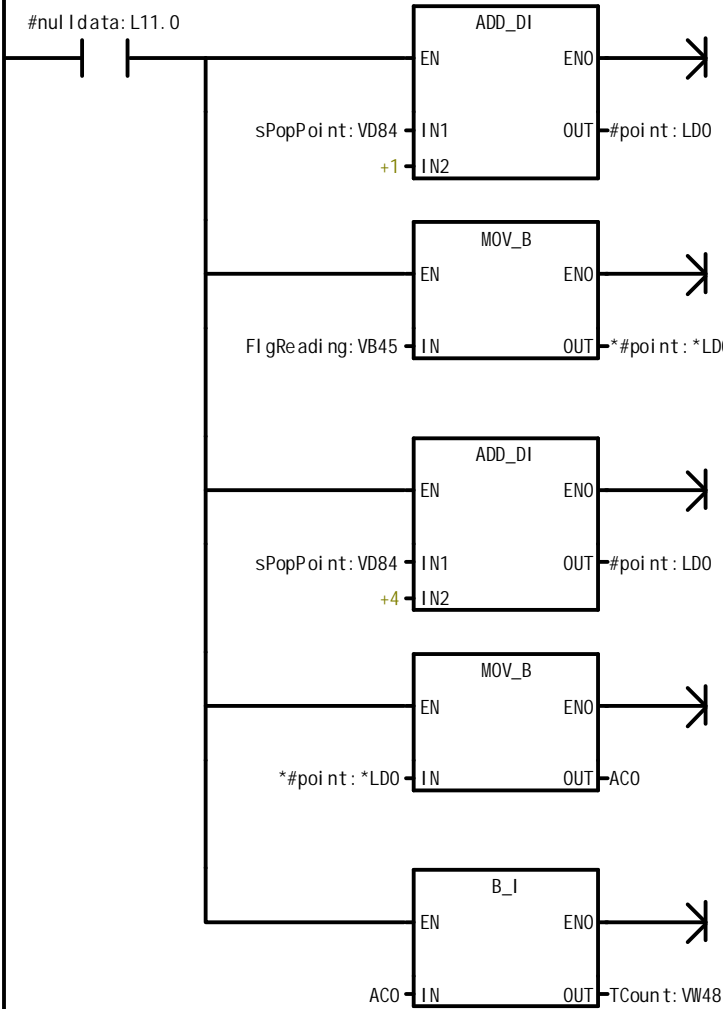 #nulldata:L11.0
ADD_DI
EN ENO
sPopPoint:VD84 IN1 OUT #point:LD0
+1 IN2
MOV_B
EN ENO
FlgReading:VB45 IN OUT *#point:*LD0
ADD_DI
EN ENO
sPopPoint:VD84 IN1 OUT #point:LD0
+4 IN2
MOV_B
EN ENO
*#point:*LD0 IN OUT AC0
B_I
EN ENO
AC0 IN OUT TCount:VW48